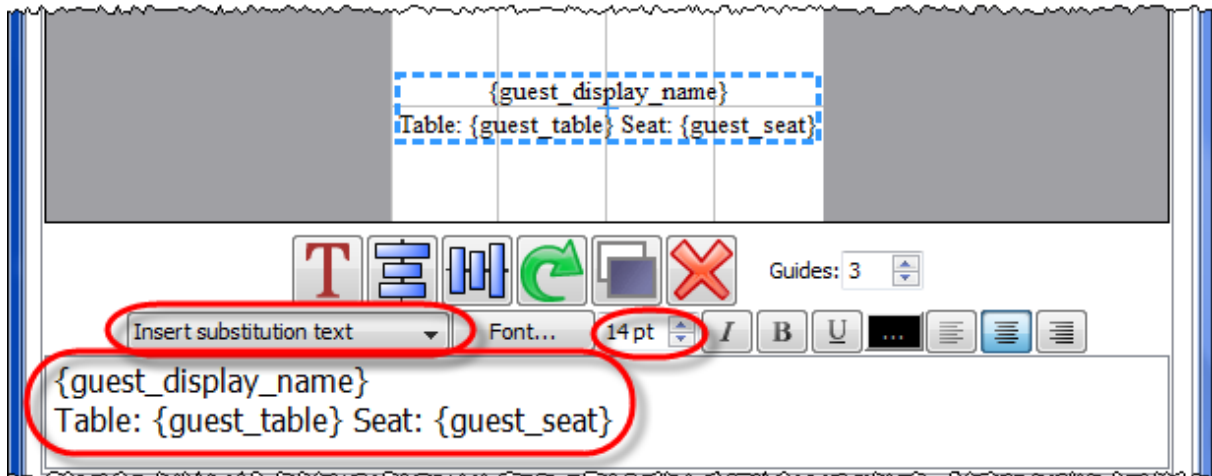 {guest_display_name}
Table: {guest_table} Seat: {guest_seat}
T Guides: 3
Insert substitution text Font... 14 pt I B U ...
{guest_display_name}
Table: {guest_table} Seat: {guest_seat}